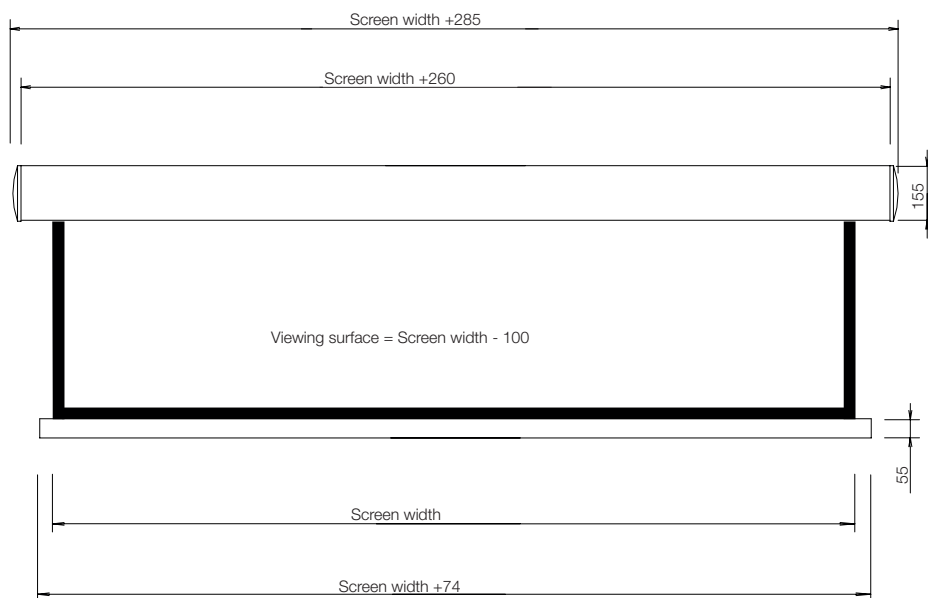 Screen width +285
Screen width +260
155
Viewing surface = Screen width - 100
55
Screen width
Screen width +74